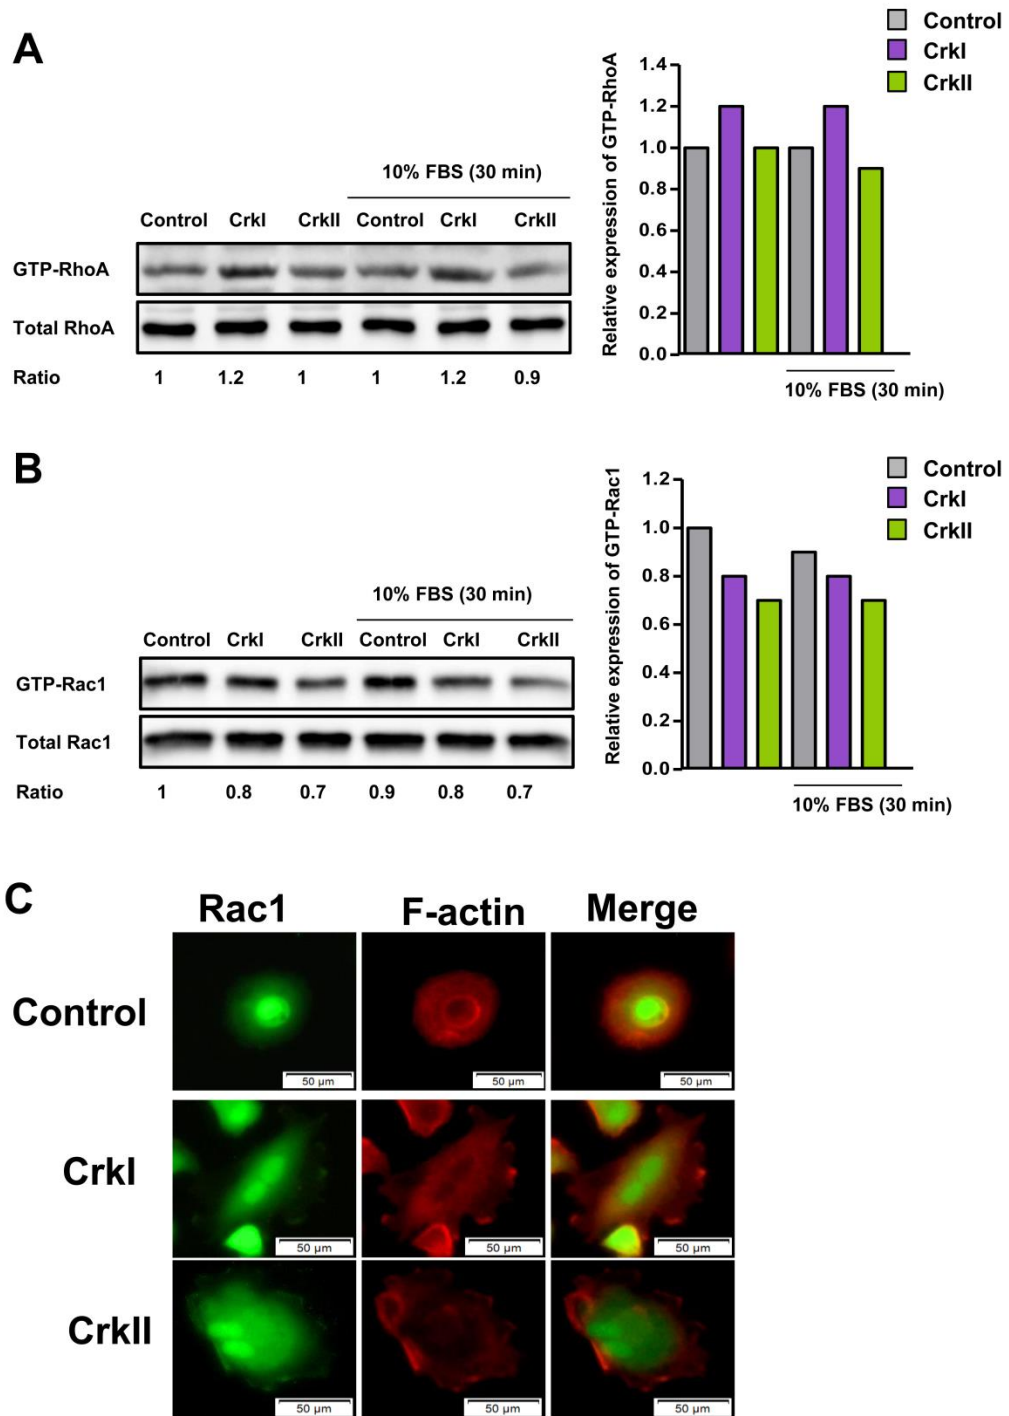 A
Control
CrkI
CrkII
10% FBS (30 min)
Control CrkI CrkII Control CrkI CrkII
GTP-RhoA
Total RhoA
Ratio 1 1.2 1 1 1.2 0.9
Relative expression of GTP-RhoA
1.4
1.2
1.0
0.8
0.6
0.4
0.2
0.0
10% FBS (30 min)
B
Control
CrkI
CrkII
10% FBS (30 min)
Control CrkI CrkII Control CrkI CrkII
GTP-Rac1
Total Rac1
Ratio 1 0.8 0.7 0.9 0.8 0.7
Relative expression of GTP-Rac1
1.2
1.0
0.8
0.6
0.4
0.2
0.0
10% FBS (30 min)
C
Rac1 F-actin Merge
Control
50 µm 50 µm 50 µm
CrkI
50 µm 50 µm 50 µm
CrkII
50 µm 50 µm 50 µm